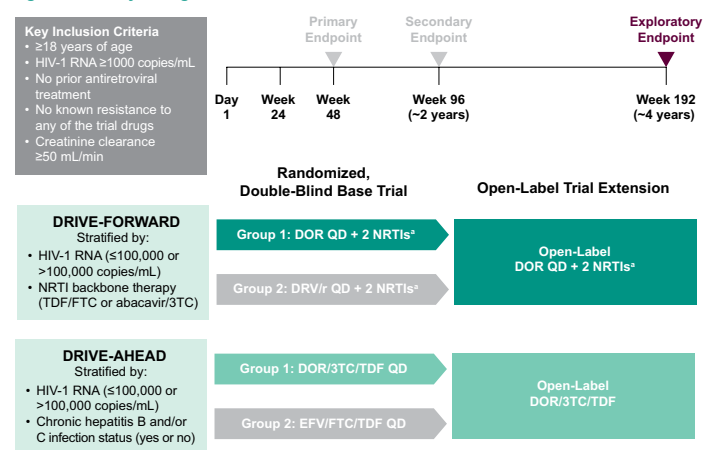 Key Inclusion Criteria
• ≥18 years of age
• HIV-1 RNA ≥1000 copies/mL
• No prior antiretroviral
treatment
• No known resistance to
any of the trial drugs
• Creatinine clearance
≥50 mL/min
Primary
Endpoint
Secondary
Endpoint
Exploratory
Endpoint
Day
1
Week
24
Week
48
Week 96
(~2 years)
Week 192
(~4 years)
Randomized,
Double-Blind Base Trial
Open-Label Trial Extension
DRIVE-FORWARD
Stratified by:
• HIV-1 RNA (≤100,000 or
>100,000 copies/mL)
• NRTI backbone therapy
(TDF/FTC or abacavir/3TC)
Group 1: DOR QD + 2 NRTIsᵃ
Group 2: DRV/r QD + 2 NRTIsᵃ
Open-Label
DOR QD + 2 NRTIsᵃ
DRIVE-AHEAD
Stratified by:
• HIV-1 RNA (≤100,000 or
>100,000 copies/mL)
• Chronic hepatitis B and/or
C infection status (yes or no)
Group 1: DOR/3TC/TDF QD
Group 2: EFV/FTC/TDF QD
Open-Label
DOR/3TC/TDF